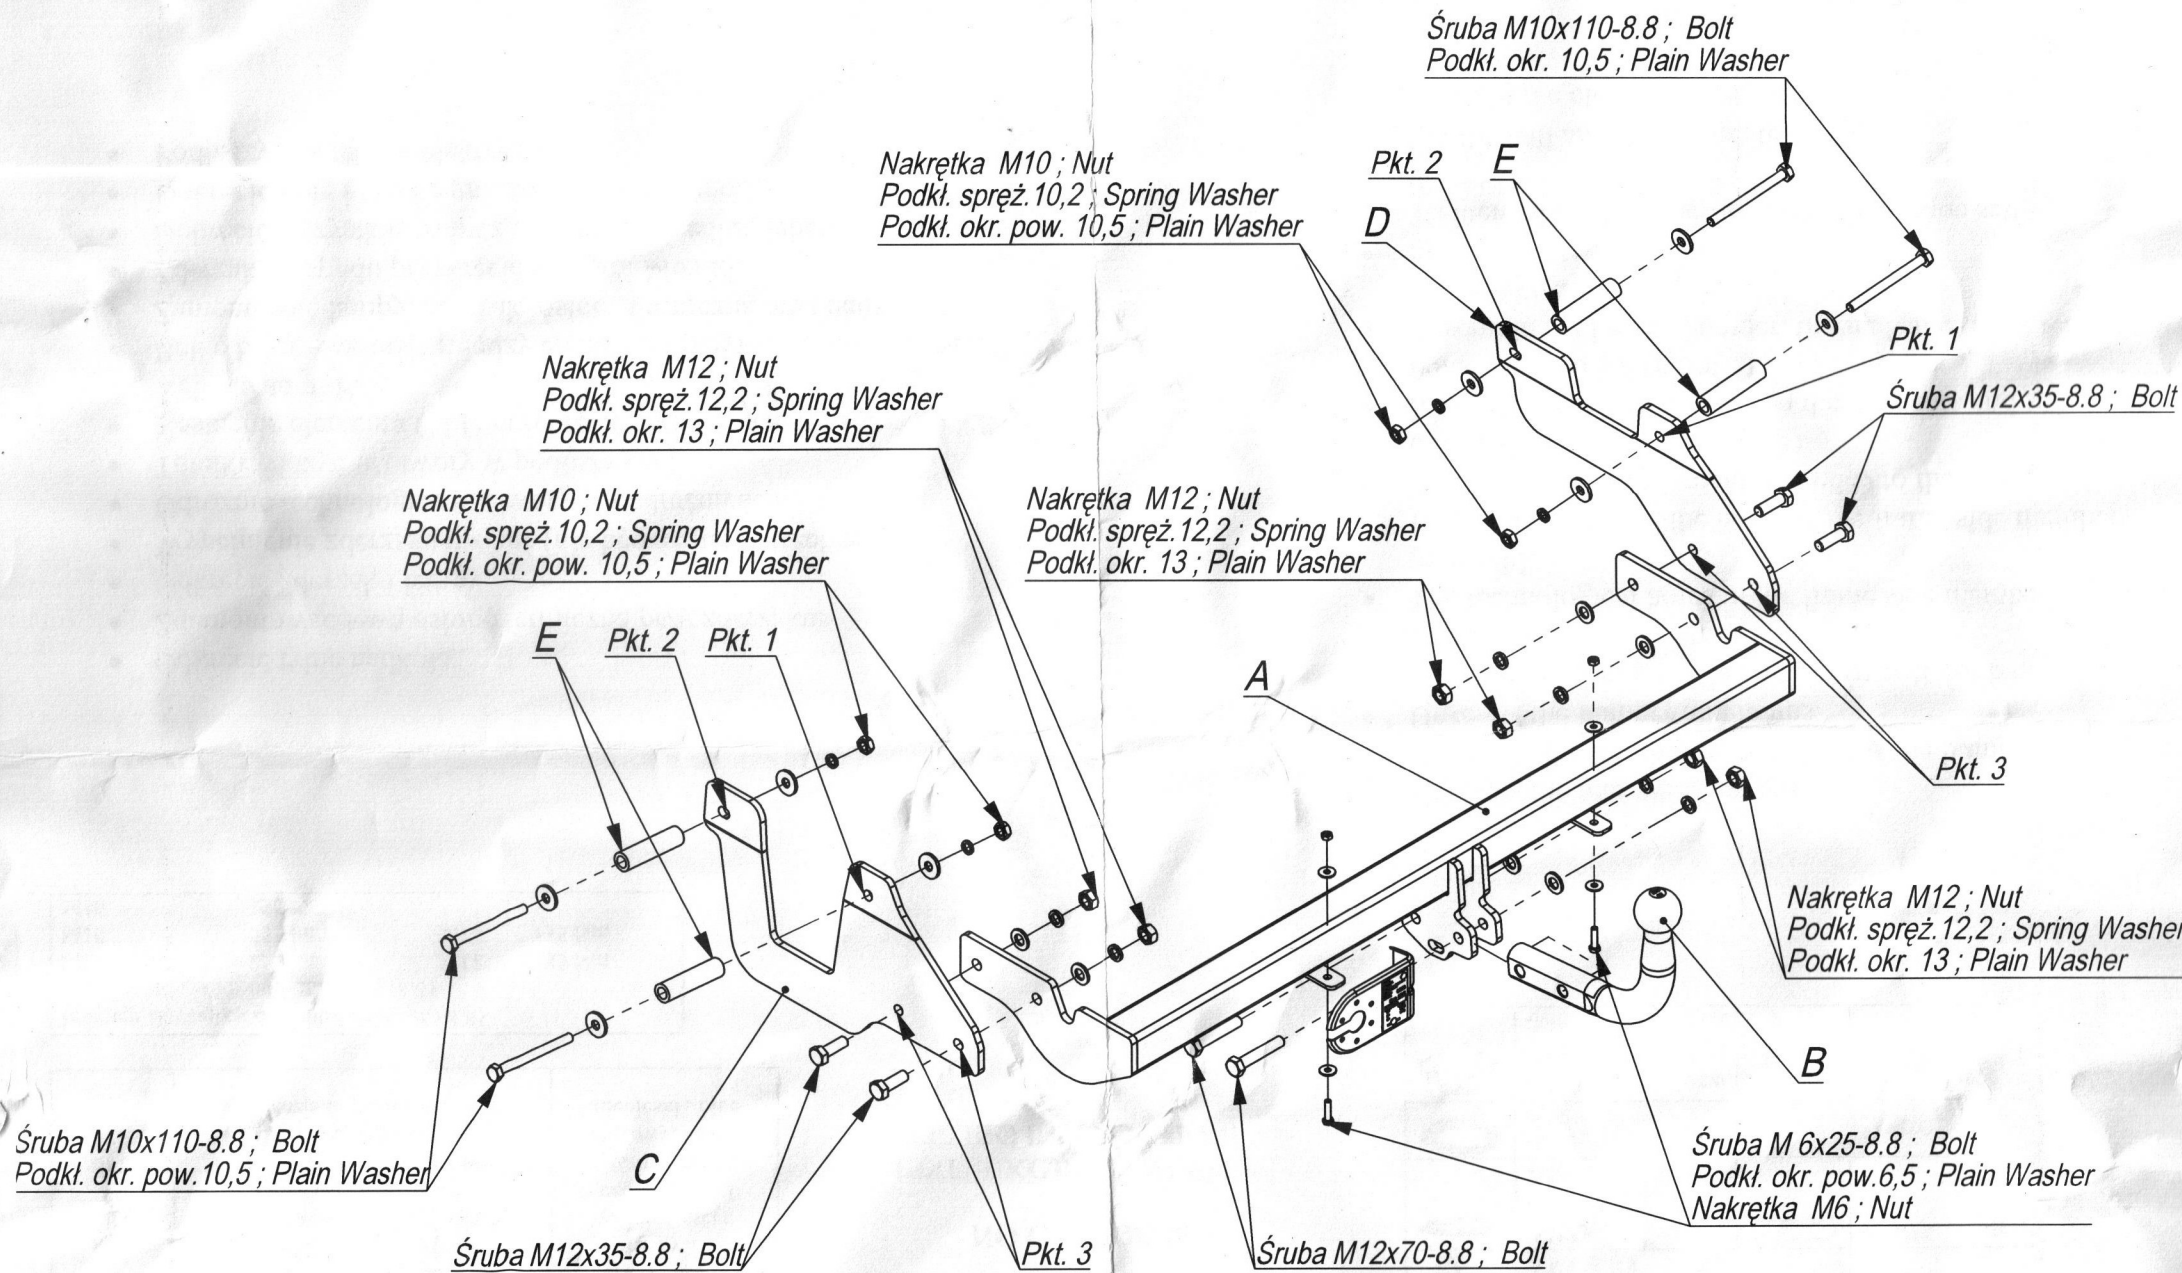 Śruba M10x110-8.8 ; Bolt
Podkł. okr. 10,5 ; Plain Washer
Nakrętka M10 ; Nut
Podkł. spręż.10,2 ; Spring Washer
Podkł. okr. pow. 10,5 ; Plain Washer
Pkt. 2
E
D
Pkt. 1
Śruba M12x35-8.8 ; Bolt
Nakrętka M12 ; Nut
Podkł. spręż.12,2 ; Spring Washer
Podkł. okr. 13 ; Plain Washer
Nakrętka M10 ; Nut
Podkł. spręż.10,2 ; Spring Washer
Podkł. okr. pow. 10,5 ; Plain Washer
Nakrętka M12 ; Nut
Podkł. spręż.12,2 ; Spring Washer
Podkł. okr. 13 ; Plain Washer
E
Pkt. 2
Pkt. 1
A
Pkt. 3
Nakrętka M12 ; Nut
Podkł. spręż.12,2 ; Spring Washer
Podkł. okr. 13 ; Plain Washer
B
Śruba M10x110-8.8 ; Bolt
Podkł. okr. pow.10,5 ; Plain Washer
C
Śruba M 6x25-8.8 ; Bolt
Podkł. okr. pow.6,5 ; Plain Washer
Nakrętka M6 ; Nut
Śruba M12x35-8.8 ; Bolt
Pkt. 3
Śruba M12x70-8.8 ; Bolt